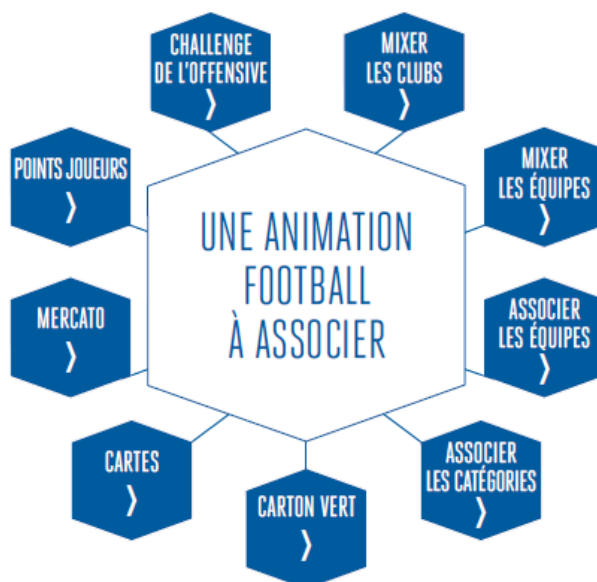 CHALLENGE
DE L'OFFENSIVE
MIXER
LES CLUBS
POINTS JOUEURS
MIXER
LES ÉQUIPES
UNE ANIMATION
FOOTBALL
À ASSOCIER
MERCATO
ASSOCIER
LES ÉQUIPES
CARTES
ASSOCIER
LES CATÉGORIES
CARTON VERT